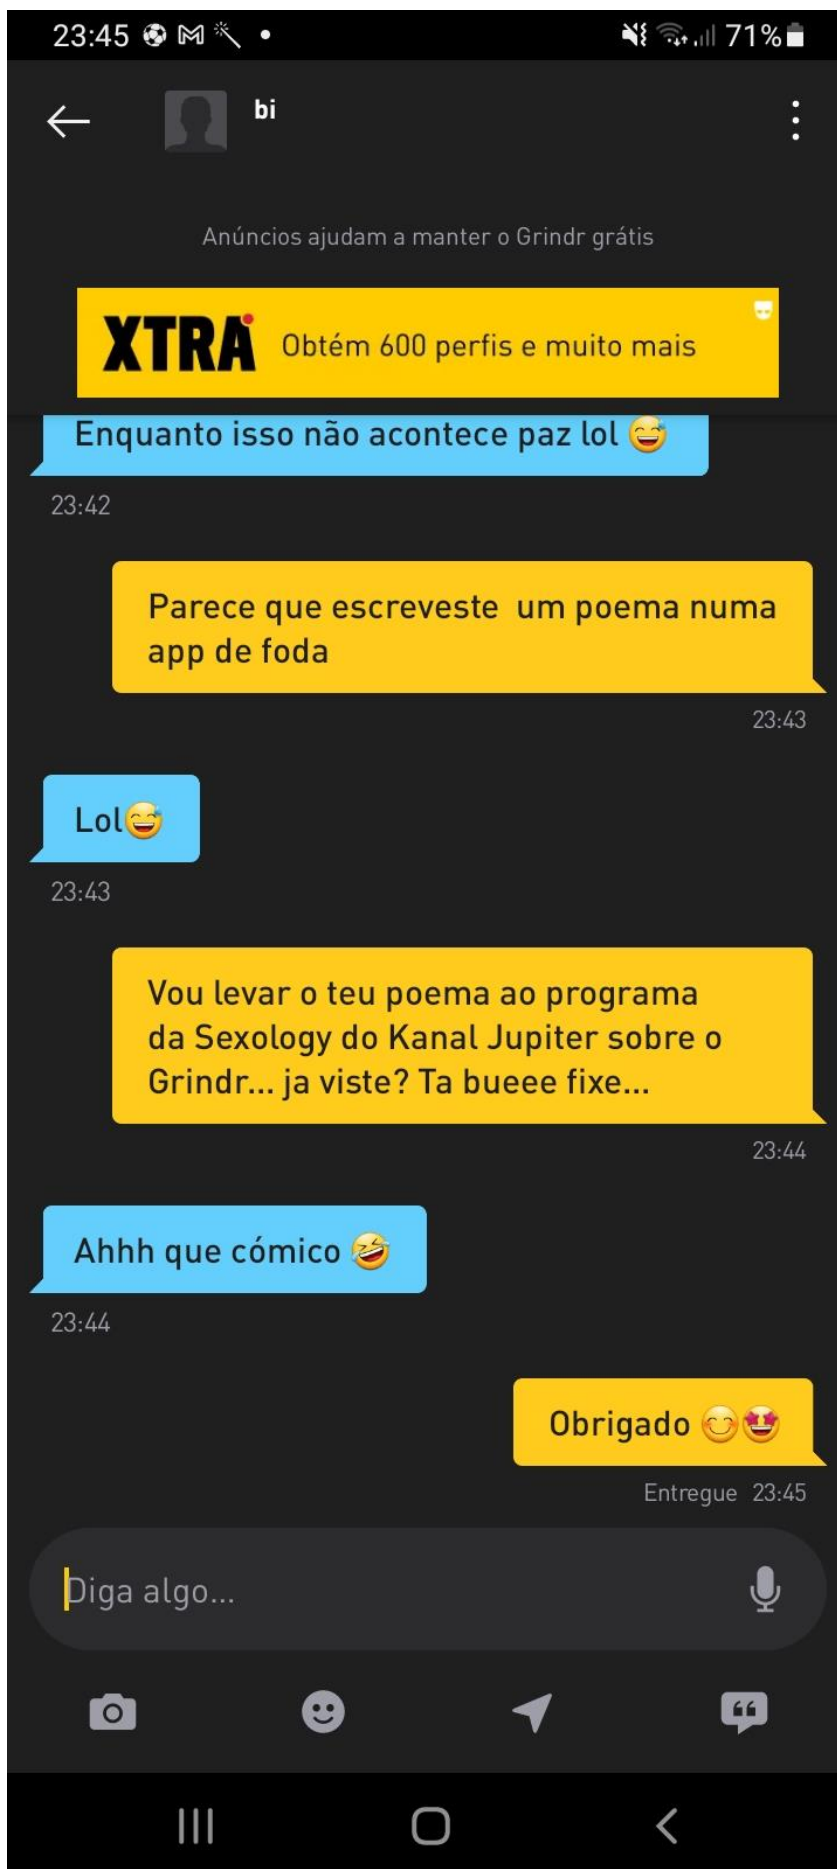 23:45
71%
bi
Anúncios ajudam a manter o Grindr grátis
XTRA Obtém 600 perfis e muito mais
Enquanto isso não acontece paz lol 😅
23:42
Parece que escreveste um poema numa
app de foda
23:43
Lol😅
23:43
Vou levar o teu poema ao programa
da Sexology do Kanal Jupiter sobre o
Grindr... ja viste? Ta bueee fixe...
23:44
Ahhh que cómico 🤣
23:44
Obrigado 😊🤩
Entregue 23:45
Diga algo...